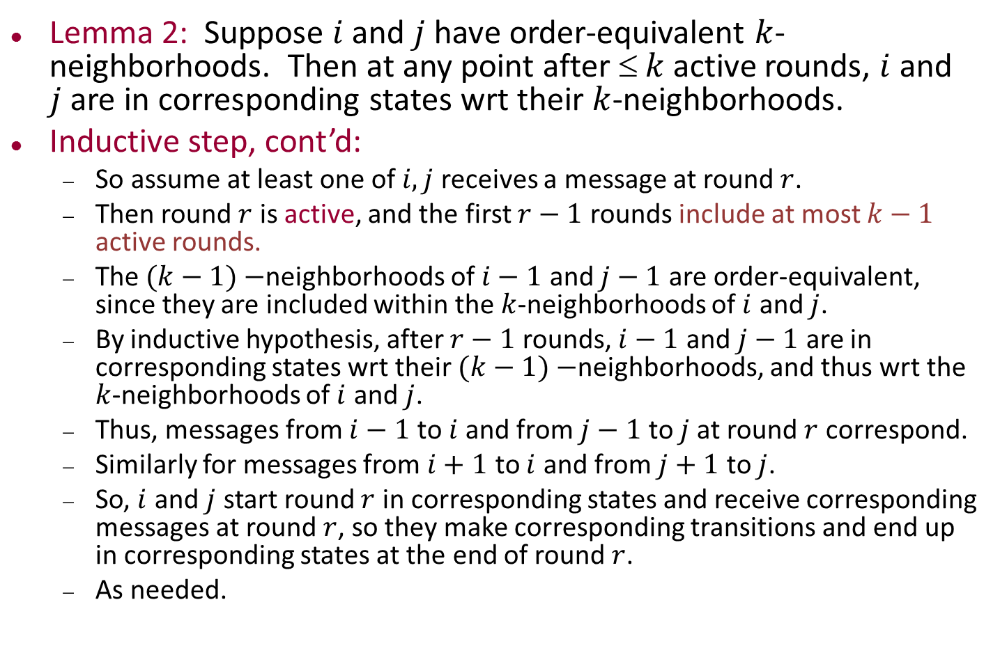 • Lemma 2: Suppose i and j have order-equivalent k-
neighborhoods. Then at any point after ≤ k active rounds, i and
j are in corresponding states wrt their k-neighborhoods.
• Inductive step, cont’d:
– So assume at least one of i, j receives a message at round r.
– Then round r is active, and the first r − 1 rounds include at most k − 1
active rounds.
– The (k − 1) −neighborhoods of i − 1 and j − 1 are order-equivalent,
since they are included within the k-neighborhoods of i and j.
– By inductive hypothesis, after r − 1 rounds, i − 1 and j − 1 are in
corresponding states wrt their (k − 1) −neighborhoods, and thus wrt the
k-neighborhoods of i and j.
– Thus, messages from i − 1 to i and from j − 1 to j at round r correspond.
– Similarly for messages from i + 1 to i and from j + 1 to j.
– So, i and j start round r in corresponding states and receive corresponding
messages at round r, so they make corresponding transitions and end up
in corresponding states at the end of round r.
– As needed.